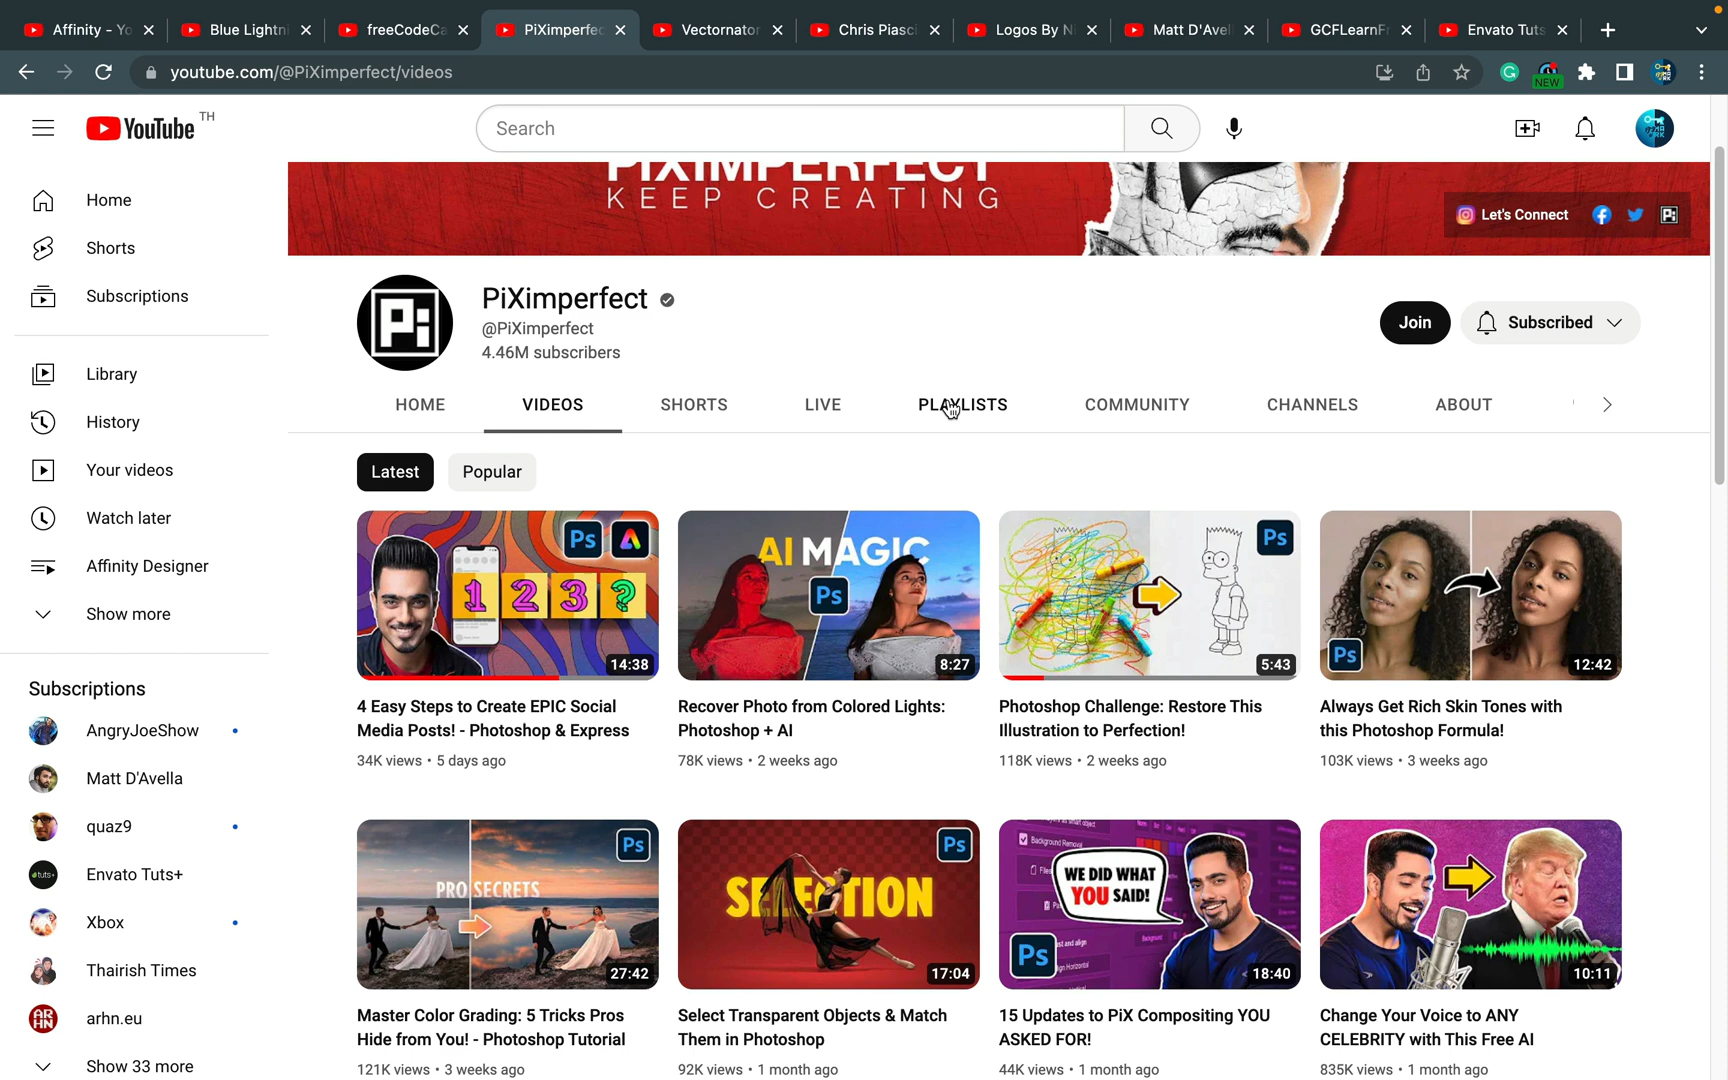 Affinity - Yo
Blue Lightni
freeCodeCa
PiXimperfec
Vectornator
Chris Piasci
Logos By Ni
Matt D'Avel
GCFLearnFr
Envato Tuts
youtube.com/@PiXimperfect/videos
NEW
YouTube TH
Search
PIXIMPERFECT
KEEP CREATING
Let's Connect
Home
Shorts
Subscriptions
Library
History
Your videos
Watch later
Affinity Designer
Show more
Subscriptions
AngryJoeShow
Matt D'Avella
quaz9
Envato Tuts+
Xbox
Thairish Times
arhn.eu
Show 33 more
Pi
PiXimperfect
@PiXimperfect
4.46M subscribers
Join
Subscribed
HOME VIDEOS SHORTS LIVE PLAYLISTS COMMUNITY CHANNELS ABOUT
Latest Popular
Ps
1 2 3 ?
14:38
4 Easy Steps to Create EPIC Social
Media Posts! - Photoshop & Express
34K views • 5 days ago
AI MAGIC
Ps
8:27
Recover Photo from Colored Lights:
Photoshop + AI
78K views • 2 weeks ago
Ps
5:43
Photoshop Challenge: Restore This
Illustration to Perfection!
118K views • 2 weeks ago
Ps
12:42
Always Get Rich Skin Tones with
this Photoshop Formula!
103K views • 3 weeks ago
Ps
PRO SECRETS
27:42
Master Color Grading: 5 Tricks Pros
Hide from You! - Photoshop Tutorial
121K views • 3 weeks ago
Ps
SELECTION
17:04
Select Transparent Objects & Match
Them in Photoshop
92K views • 1 month ago
Background Removal
WE DID WHAT
YOU SAID!
Ps
18:40
15 Updates to PiX Compositing YOU
ASKED FOR!
44K views • 1 month ago
10:11
Change Your Voice to ANY
CELEBRITY with This Free AI
835K views • 1 month ago